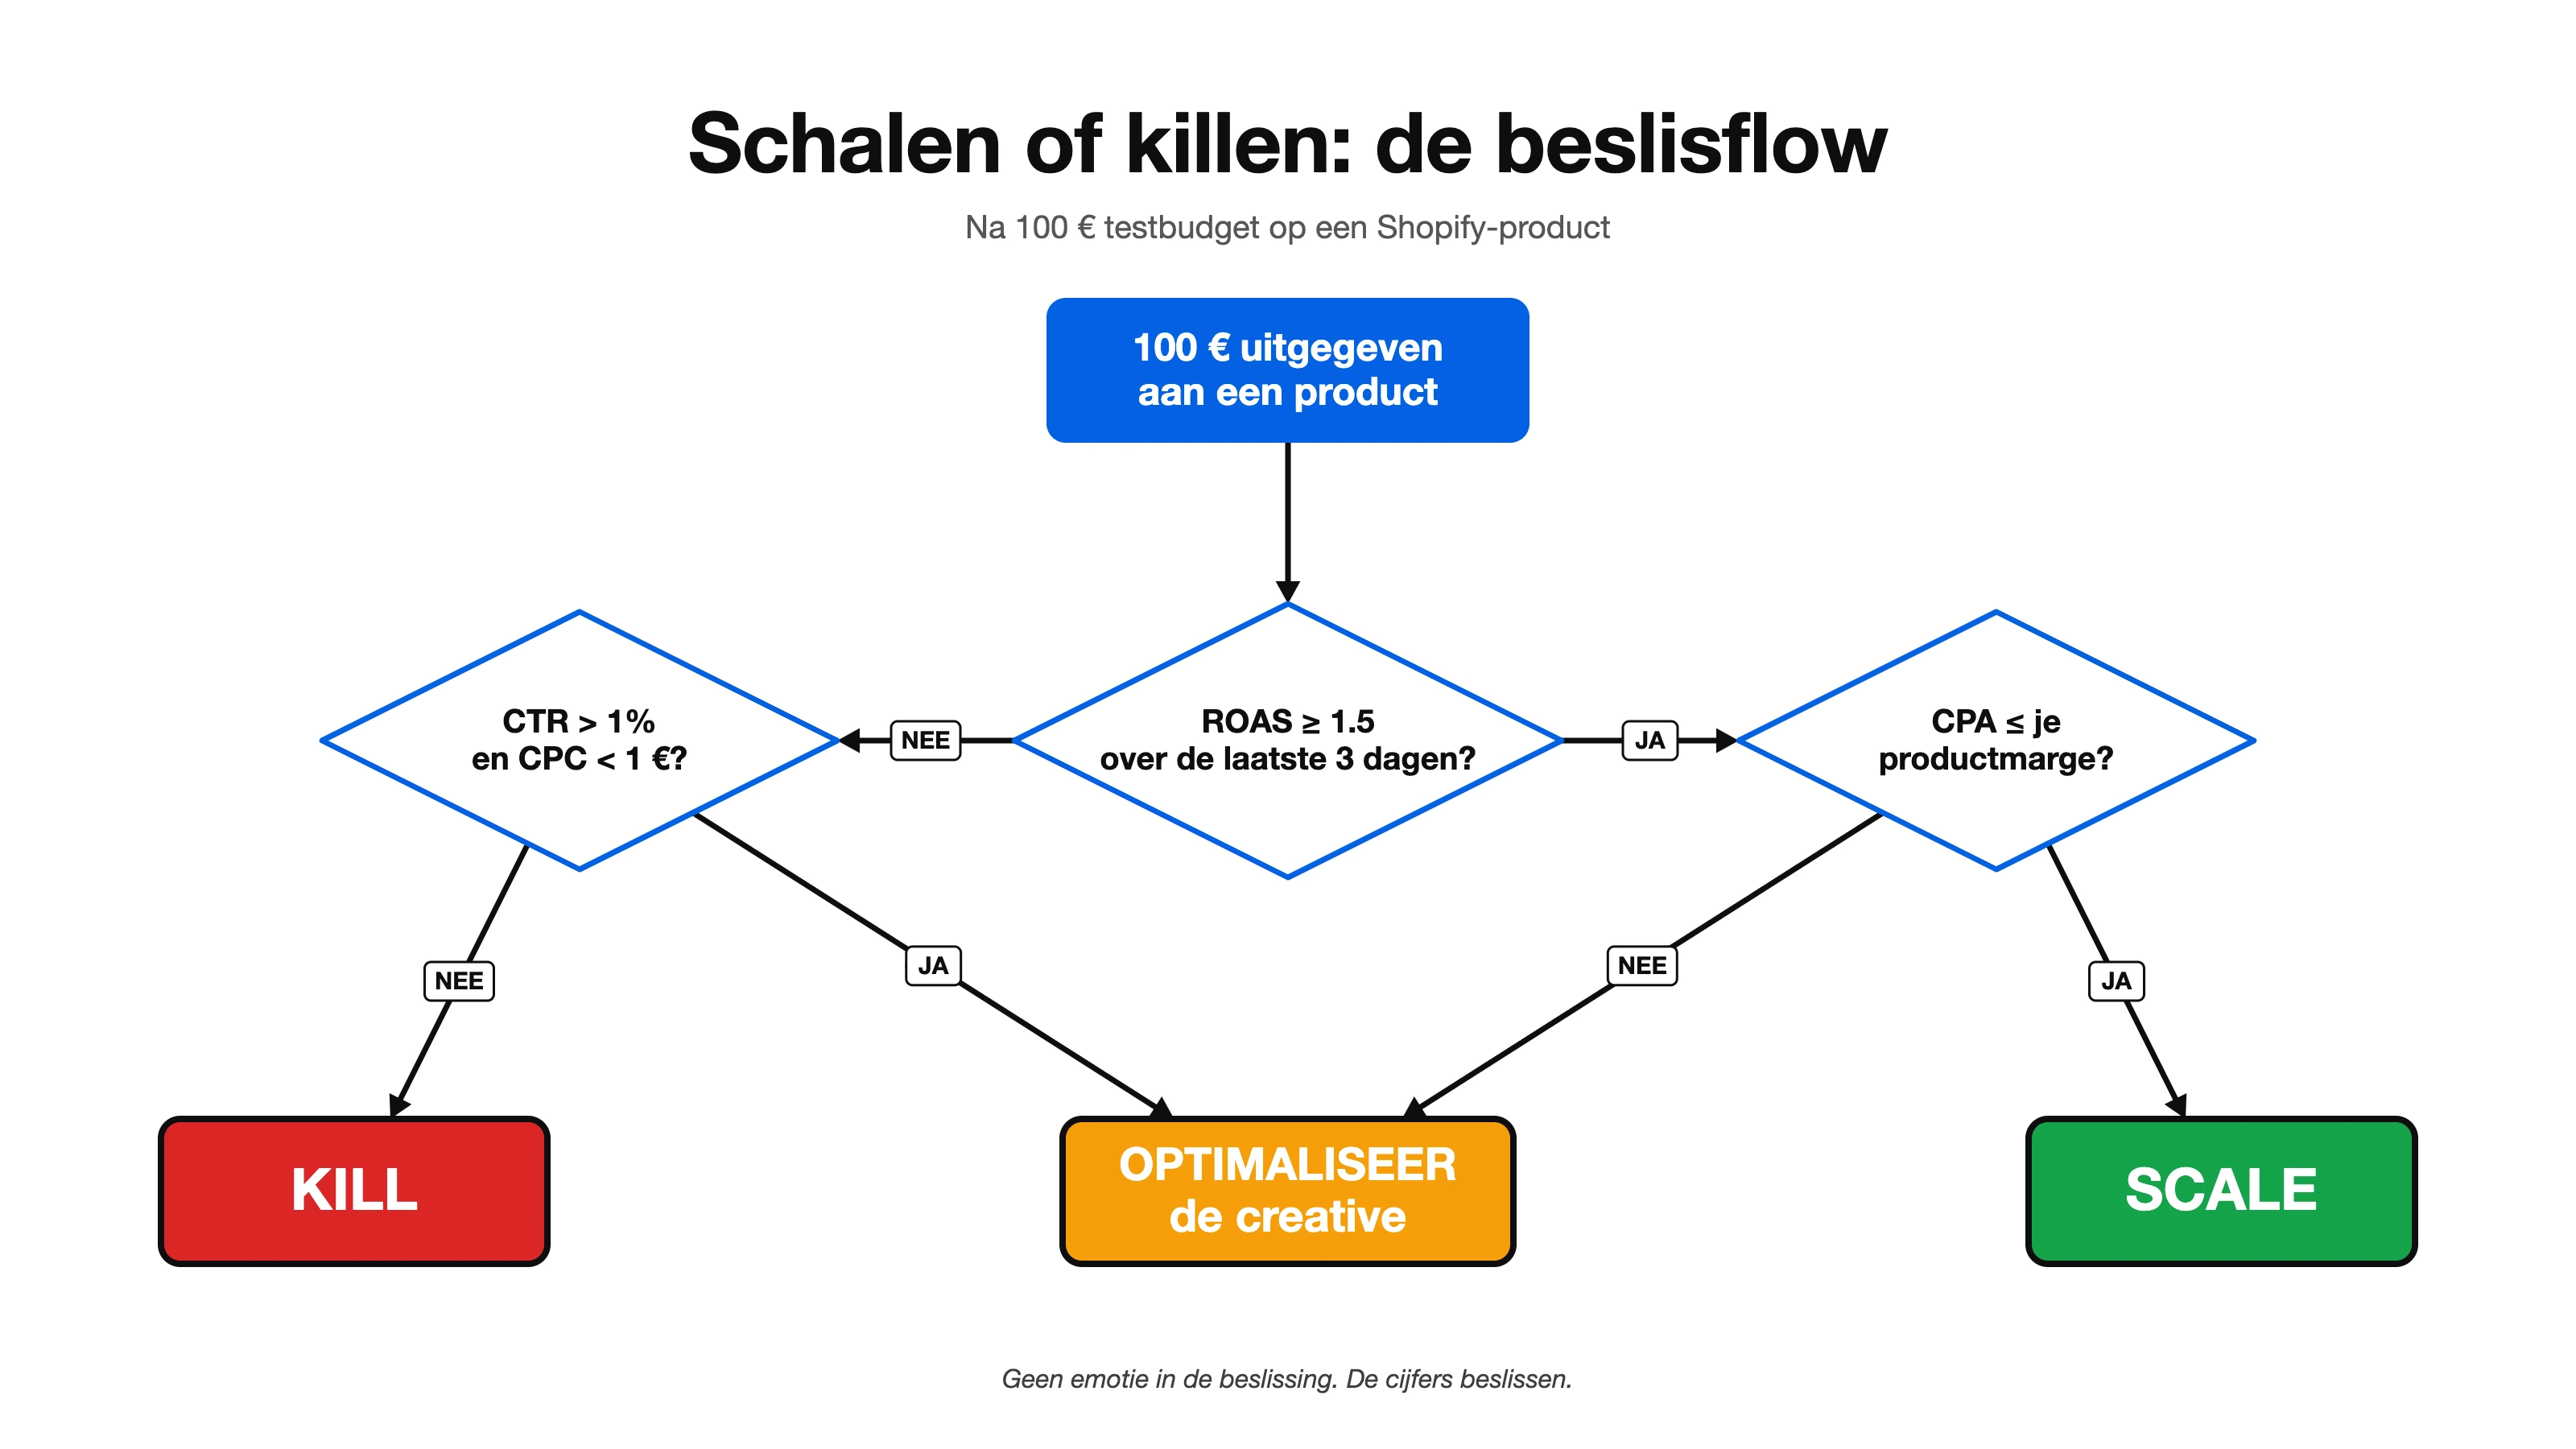 Schalen of killen: de beslisflow
Na 100 € testbudget op een Shopify-product
100 € uitgegeven
aan een product
CTR > 1%
en CPC < 1 €?
NEE
ROAS ≥ 1.5
over de laatste 3 dagen?
JA
CPA ≤ je
productmarge?
NEE
JA
NEE
JA
KILL
OPTIMALISEER
de creative
SCALE
Geen emotie in de beslissing. De cijfers beslissen.